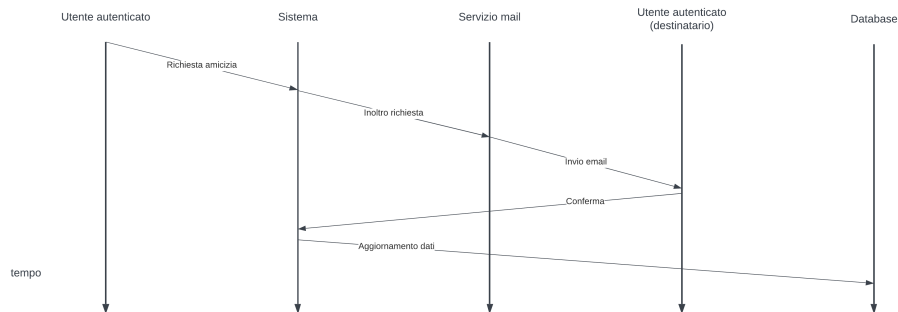 Utente autenticato
Sistema
Servizio mail
Utente autenticato
(destinatario)
Database
Richiesta amicizia
Inoltro richiesta
Invio email
Conferma
Aggiornamento dati
tempo